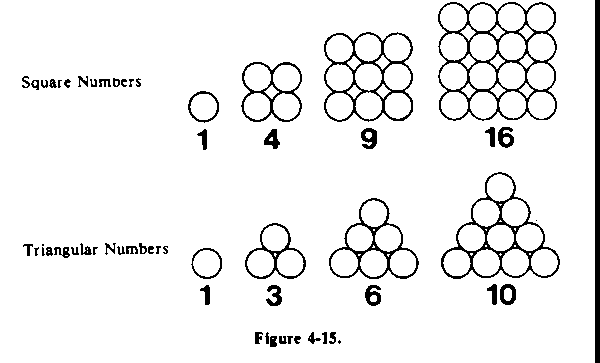 Square Numbers
1 4 9 16
Triangular Numbers
1 3 6 10
Figure 4-15.